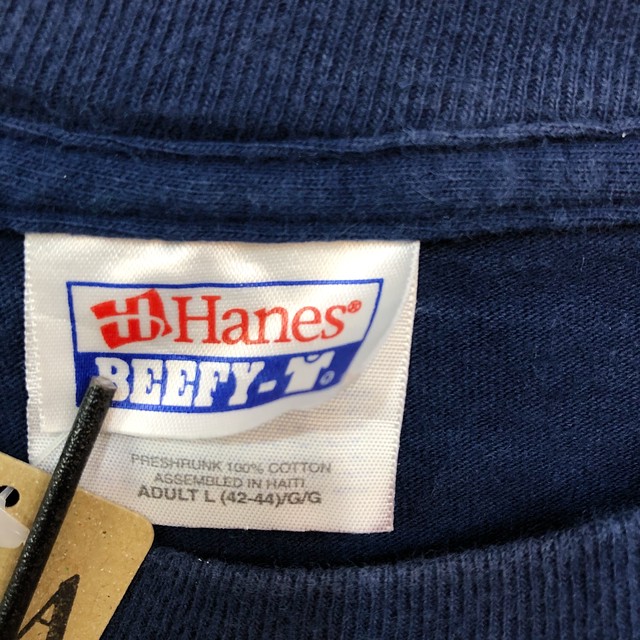 Hanes®
BEEFY-T®
PRESHRUNK 100% COTTON
ASSEMBLED IN HAITI
ADULT L (42-44)/G/G
A